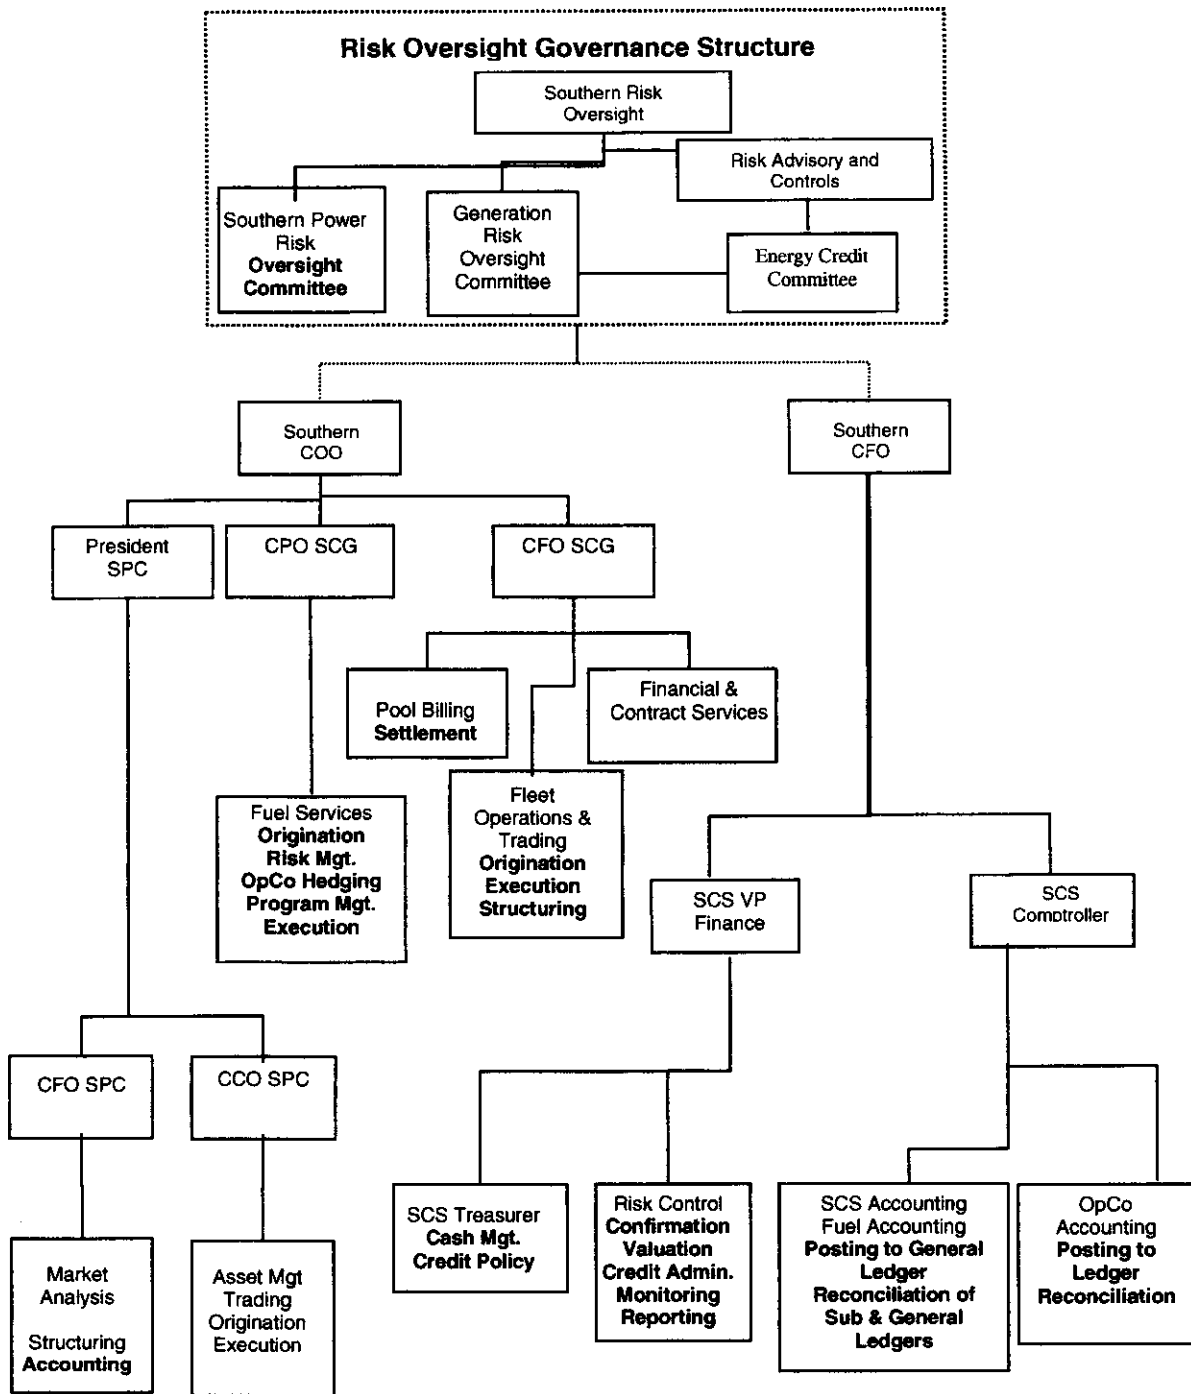 Risk Oversight Governance Structure
Southern Risk
Oversight
Risk Advisory and
Controls
Southern Power
Risk
Oversight
Committee
Generation
Risk
Oversight
Committee
Energy Credit
Committee
Southern
COO
Southern
CFO
President
SPC
CPO SCG
CFO SCG
Pool Billing
Settlement
Financial &
Contract Services
Fuel Services
Origination
Risk Mgt.
OpCo Hedging
Program Mgt.
Execution
Fleet
Operations &
Trading
Origination
Execution
Structuring
SCS VP
Finance
SCS
Comptroller
CFO SPC
CCO SPC
SCS Treasurer
Cash Mgt.
Credit Policy
Risk Control
Confirmation
Valuation
Credit Admin.
Monitoring
Reporting
SCS Accounting
Fuel Accounting
Posting to General
Ledger
Reconciliation of
Sub & General
Ledgers
OpCo
Accounting
Posting to
Ledger
Reconciliation
Market
Analysis
Structuring
Accounting
Asset Mgt
Trading
Origination
Execution